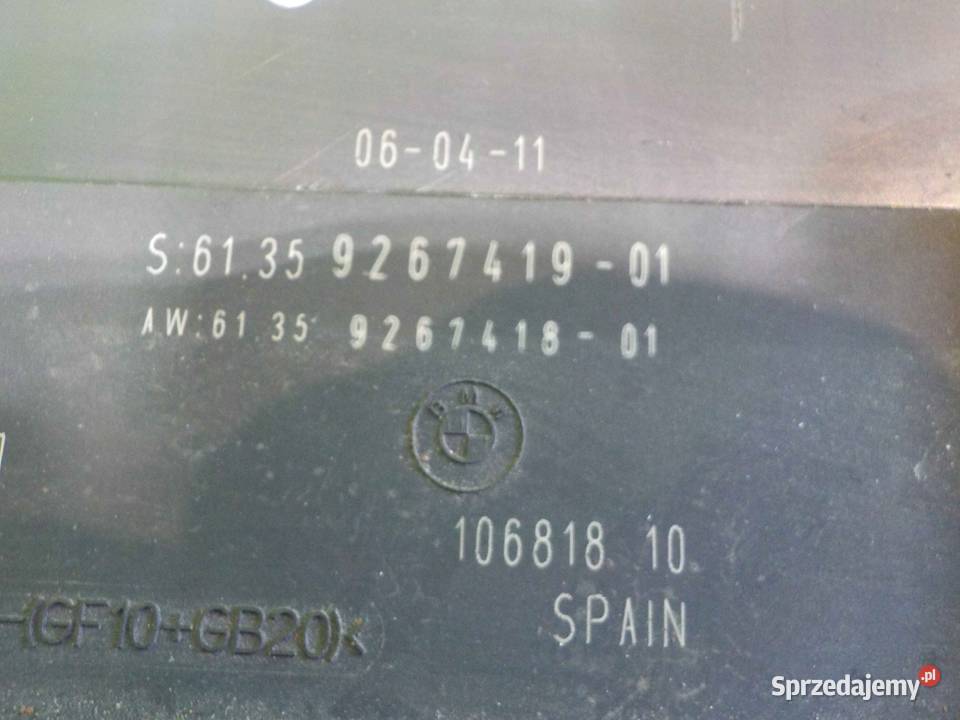 06-04-11
S:61.35 9267419-01
AW:61.35 9267418-01
BMW
106818.10
SPAIN
-(GF10+GB20)<
Sprzedajemy.pl